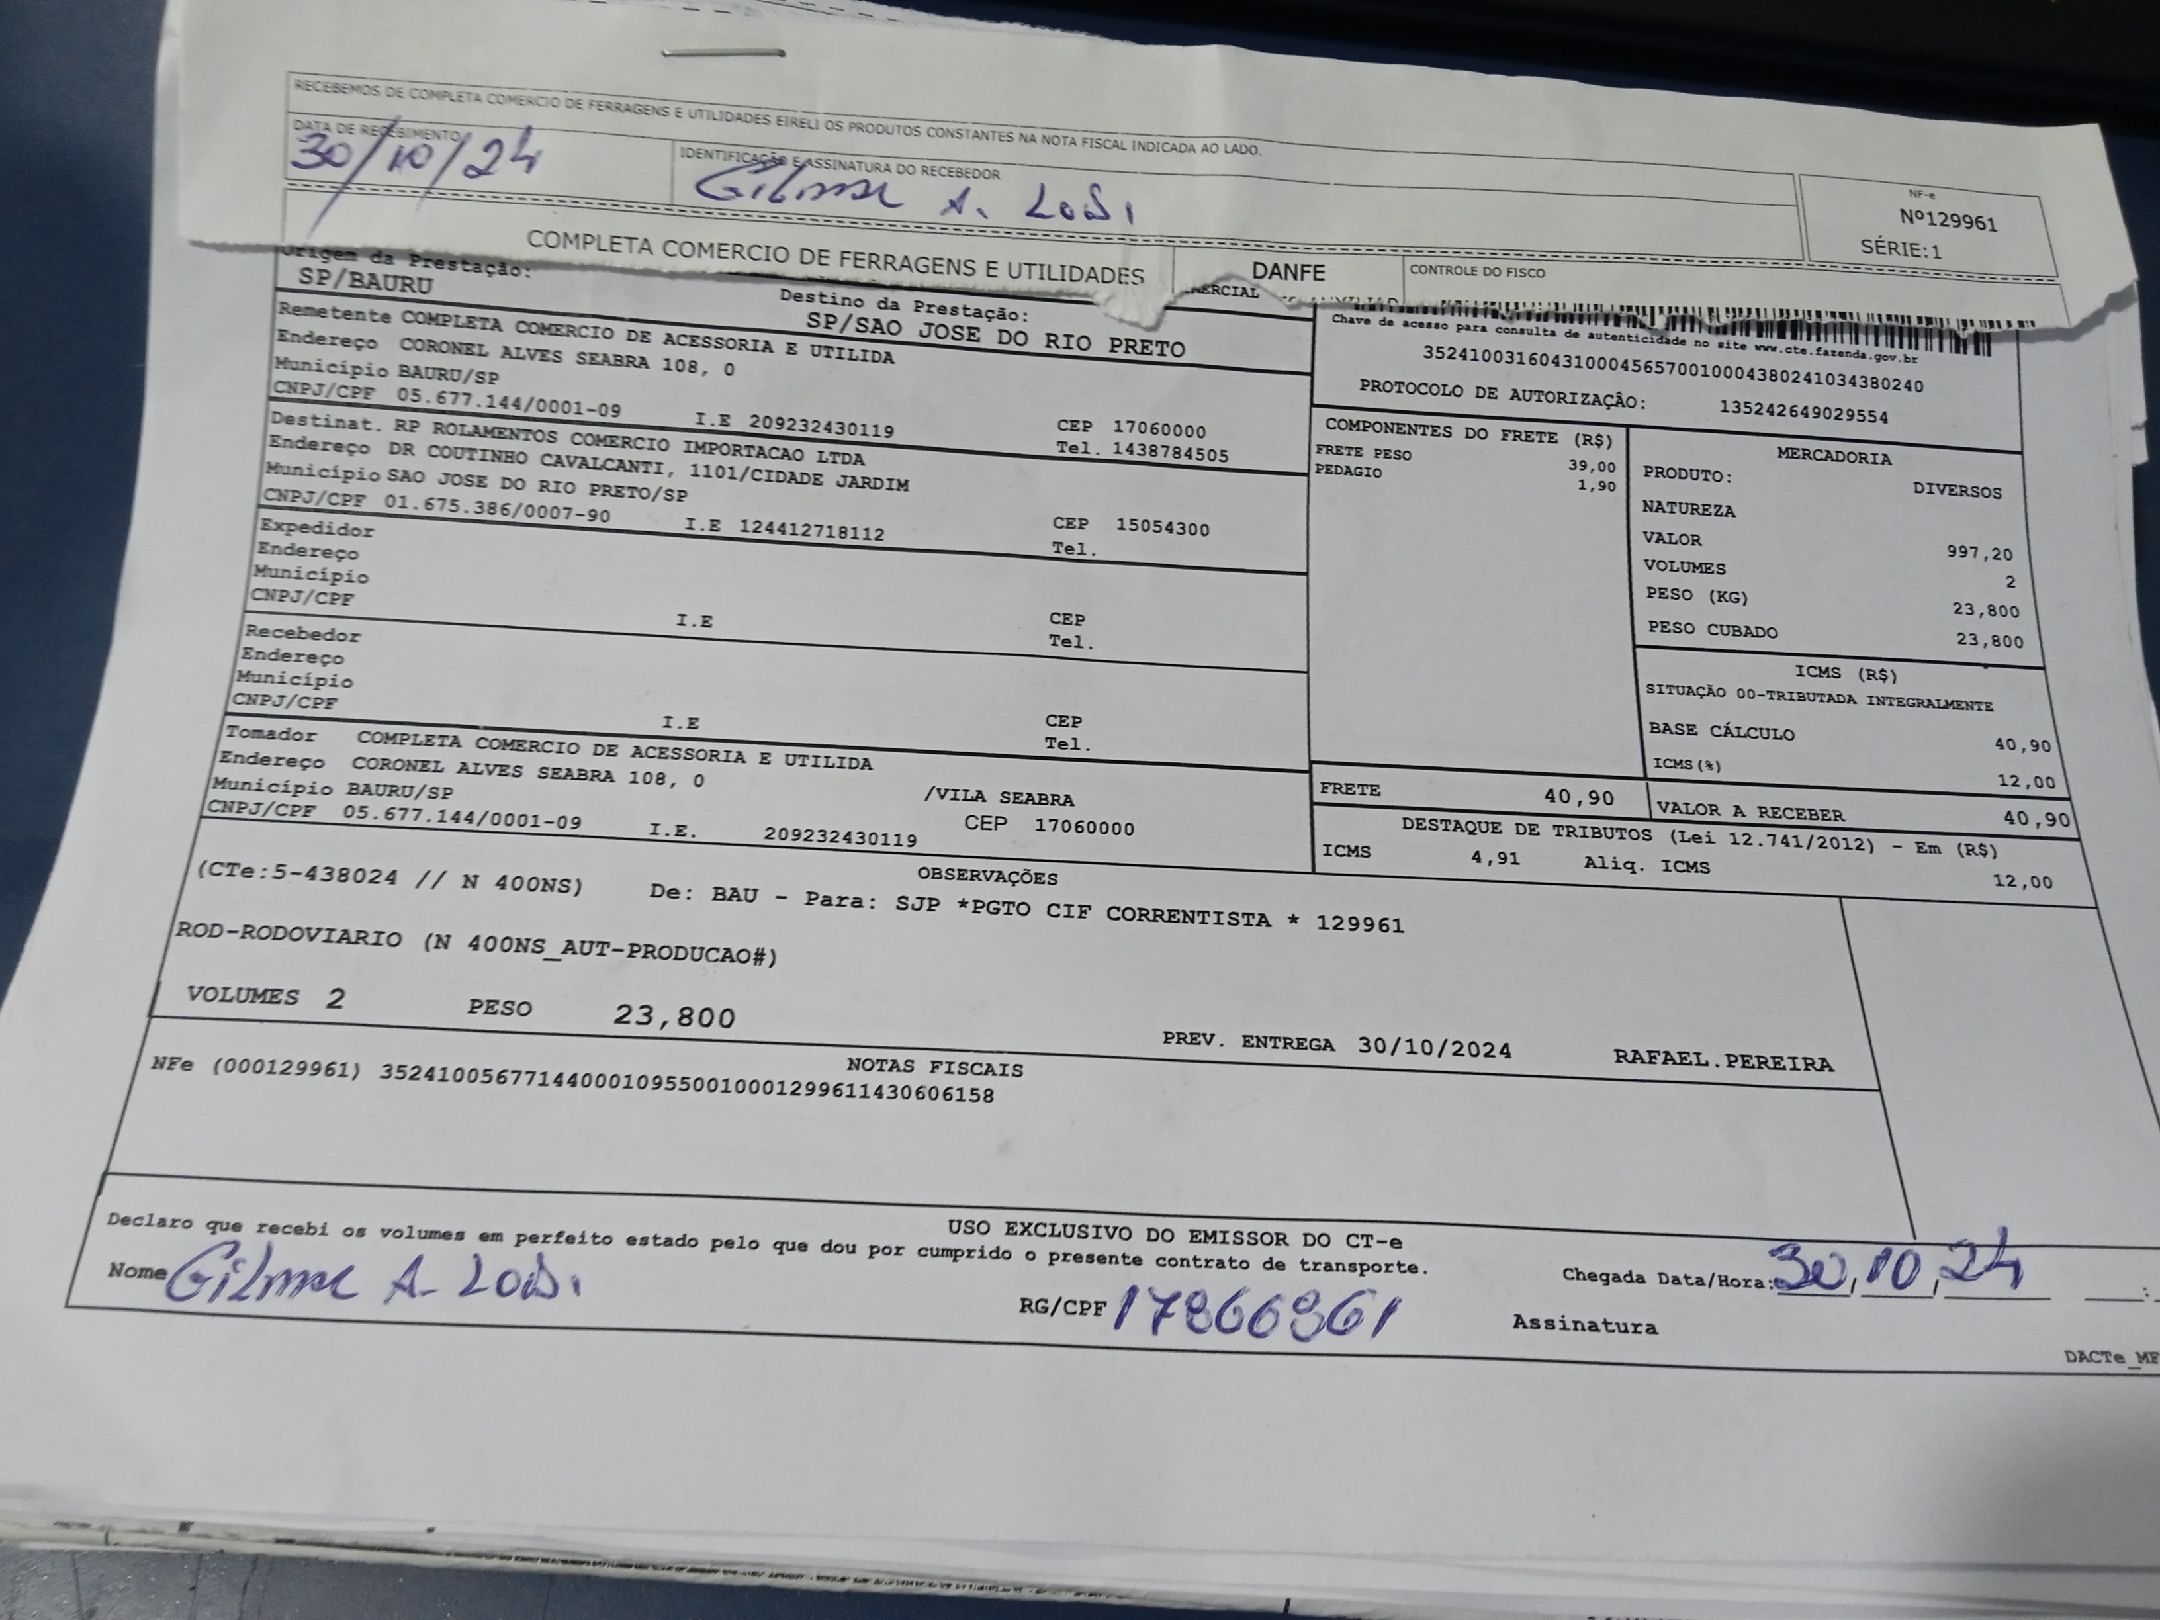 RECEBEMOS DE COMPLETA COMERCIO DE FERRAGENS E UTILIDADES EIRELI OS PRODUTOS CONSTANTES NA NOTA FISCAL INDICADA AO LADO.
DATA DE RECEBIMENTO
30/10/24
IDENTIFICAÇÃO E ASSINATURA DO RECEBEDOR
Gilmar A. Lodi
NF-e
Nº129961
SÉRIE:1
COMPLETA COMERCIO DE FERRAGENS E UTILIDADES
DANFE
CONTROLE DO FISCO
Origem da Prestação:
SP/BAURU
Destino da Prestação:
SP/SAO JOSE DO RIO PRETO
Remetente COMPLETA COMERCIO DE ACESSORIA E UTILIDA
Endereço CORONEL ALVES SEABRA 108, 0
Município BAURU/SP
CNPJ/CPF 05.677.144/0001-09 I.E 209232430119
CEP 17060000
Tel. 1438784505
Destinat. RP ROLAMENTOS COMERCIO IMPORTACAO LTDA
Endereço DR COUTINHO CAVALCANTI, 1101/CIDADE JARDIM
Município SAO JOSE DO RIO PRETO/SP
CNPJ/CPF 01.675.386/0007-90 I.E 124412718112
CEP 15054300
Tel.
Expedidor
Endereço
Município
CNPJ/CPF I.E
CEP
Tel.
Recebedor
Endereço
Município
CNPJ/CPF I.E
CEP
Tel.
Tomador COMPLETA COMERCIO DE ACESSORIA E UTILIDA
Endereço CORONEL ALVES SEABRA 108, 0 /VILA SEABRA
Município BAURU/SP CEP 17060000
CNPJ/CPF 05.677.144/0001-09 I.E. 209232430119
Chave de acesso para consulta de autenticidade no site www.cte.fazenda.gov.br
35241003160431000456570010004380241034380240
PROTOCOLO DE AUTORIZAÇÃO: 135242649029554
COMPONENTES DO FRETE (R$)
FRETE PESO 39,00
PEDAGIO 1,90
MERCADORIA
PRODUTO: DIVERSOS
NATUREZA
VALOR 997,20
VOLUMES 2
PESO (KG) 23,800
PESO CUBADO 23,800
ICMS (R$)
SITUAÇÃO 00-TRIBUTADA INTEGRALMENTE
BASE CÁLCULO 40,90
ICMS(%) 12,00
FRETE 40,90 VALOR A RECEBER 40,90
DESTAQUE DE TRIBUTOS (Lei 12.741/2012) - Em (R$)
ICMS 4,91 Aliq. ICMS 12,00
OBSERVAÇÕES
(CTe:5-438024 // N 400NS) De: BAU - Para: SJP *PGTO CIF CORRENTISTA * 129961
ROD-RODOVIARIO (N 400NS_AUT-PRODUCAO#)
VOLUMES 2 PESO 23,800
PREV. ENTREGA 30/10/2024 RAFAEL.PEREIRA
NOTAS FISCAIS
NFe (000129961) 35241005677144000109550010001299611430606158
USO EXCLUSIVO DO EMISSOR DO CT-e
Declaro que recebi os volumes em perfeito estado pelo que dou por cumprido o presente contrato de transporte.
Nome Gilmar A. Lodi
RG/CPF 17866861
Chegada Data/Hora: 30,10,24 :
Assinatura